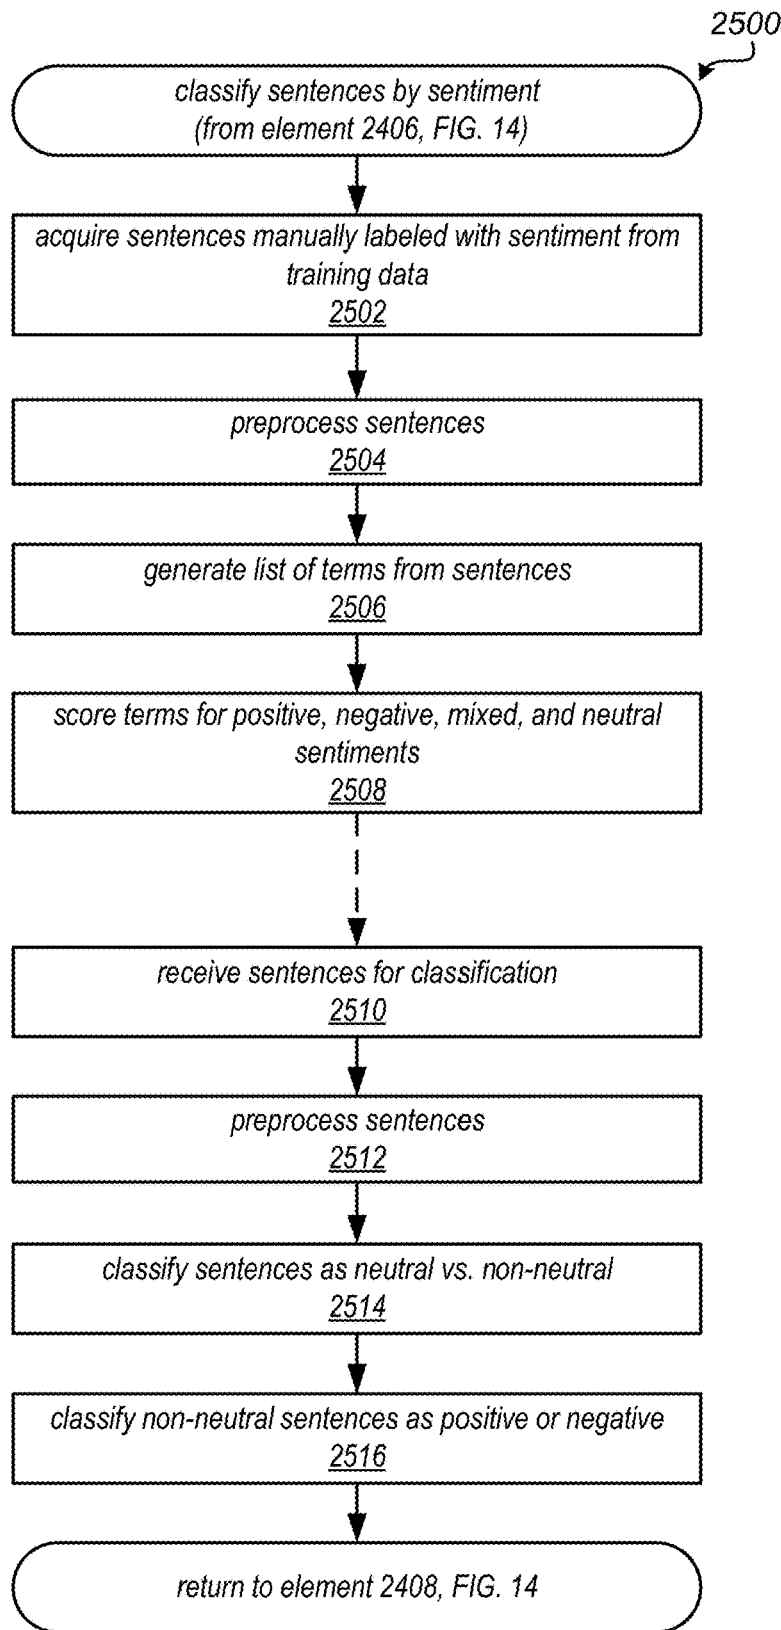 2500
classify sentences by sentiment
(from element 2406, FIG. 14)
acquire sentences manually labeled with sentiment from
training data
2502
preprocess sentences
2504
generate list of terms from sentences
2506
score terms for positive, negative, mixed, and neutral
sentiments
2508
receive sentences for classification
2510
preprocess sentences
2512
classify sentences as neutral vs. non-neutral
2514
classify non-neutral sentences as positive or negative
2516
return to element 2408, FIG. 14